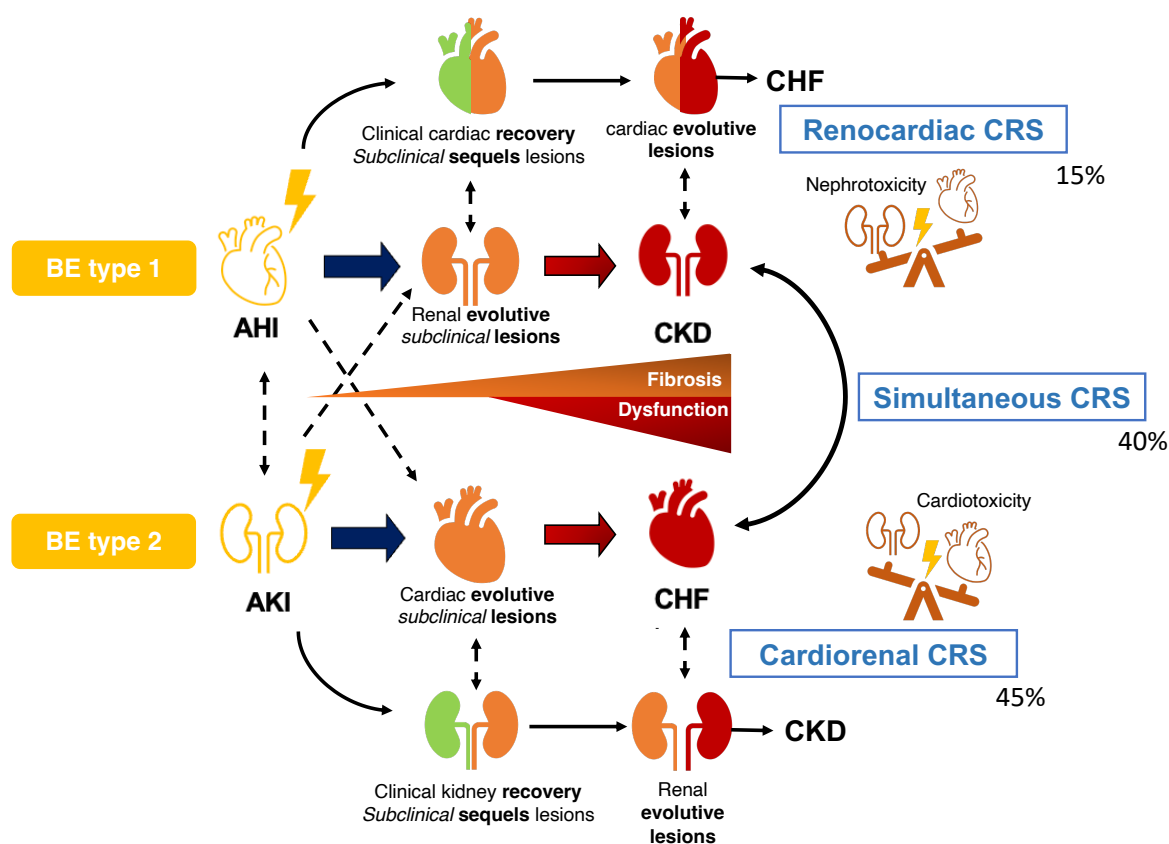 CHF
Clinical cardiac recovery
Subclinical sequels lesions
cardiac evolutive
lesions
Renocardiac CRS
15%
Nephrotoxicity
BE type 1
AHI
Renal evolutive
subclinical lesions
CKD
Fibrosis
Dysfunction
Simultaneous CRS
40%
BE type 2
AKI
Cardiac evolutive
subclinical lesions
CHF
Cardiotoxicity
Cardiorenal CRS
45%
CKD
Clinical kidney recovery
Subclinical sequels lesions
Renal
evolutive
lesions